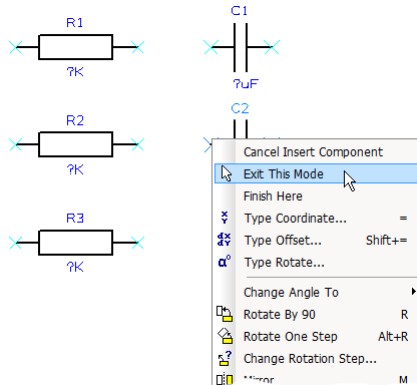 R1
?K
C1
?uF
R2
?K
C2
R3
?K
Cancel Insert Component
Exit This Mode
Finish Here
Type Coordinate... =
Type Offset... Shift+=
Type Rotate...
Change Angle To
Rotate By 90 R
Rotate One Step Alt+R
Change Rotation Step...
Mirror M